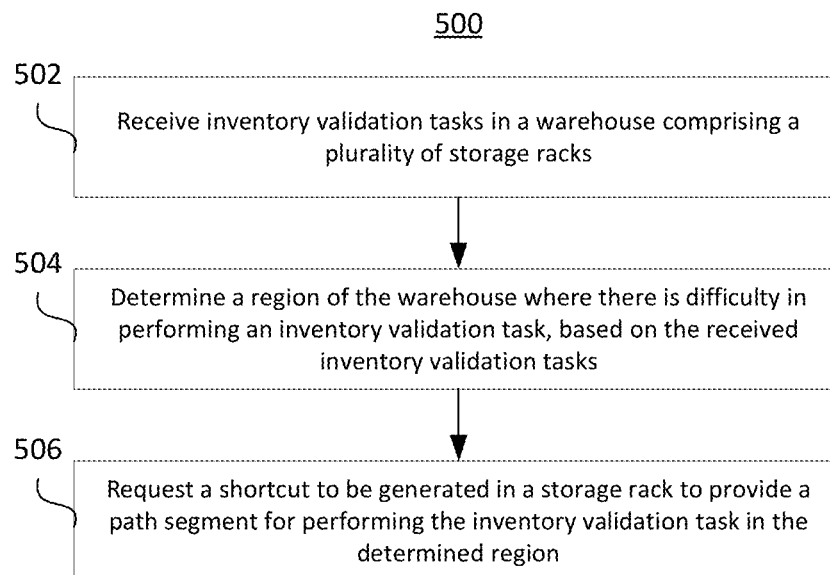 500
502
Receive inventory validation tasks in a warehouse comprising a
plurality of storage racks
504
Determine a region of the warehouse where there is difficulty in
performing an inventory validation task, based on the received
inventory validation tasks
506
Request a shortcut to be generated in a storage rack to provide a
path segment for performing the inventory validation task in the
determined region